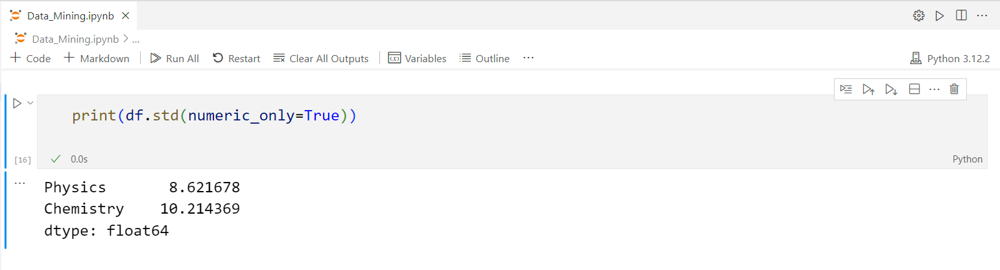 Data_Mining.ipynb
Data_Mining.ipynb > ...
+ Code + Markdown Run All Restart Clear All Outputs Variables Outline ... Python 3.12.2
print(df.std(numeric_only=True))
[16] 0.0s Python
Physics 8.621678
Chemistry 10.214369
dtype: float64